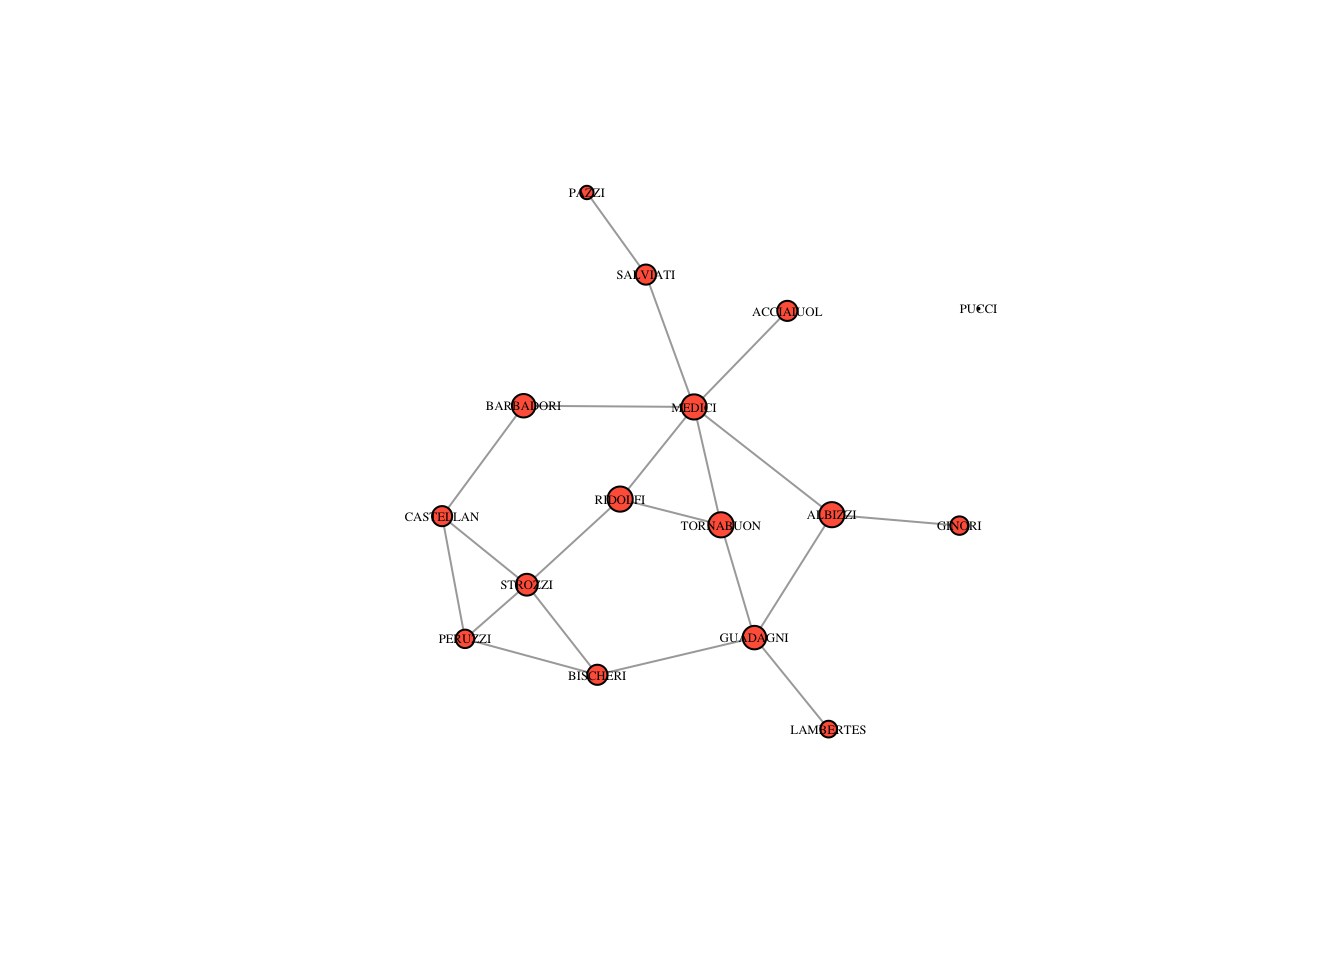 PAZZI
SALVIATI
ACCIAIUOL
PUCCI
BARBADORI
MEDICI
RIDOLFI
TORNABUON
ALBIZZI
GINORI
CASTELLAN
STROZZI
PERUZZI
GUADAGNI
BISCHERI
LAMBERTES